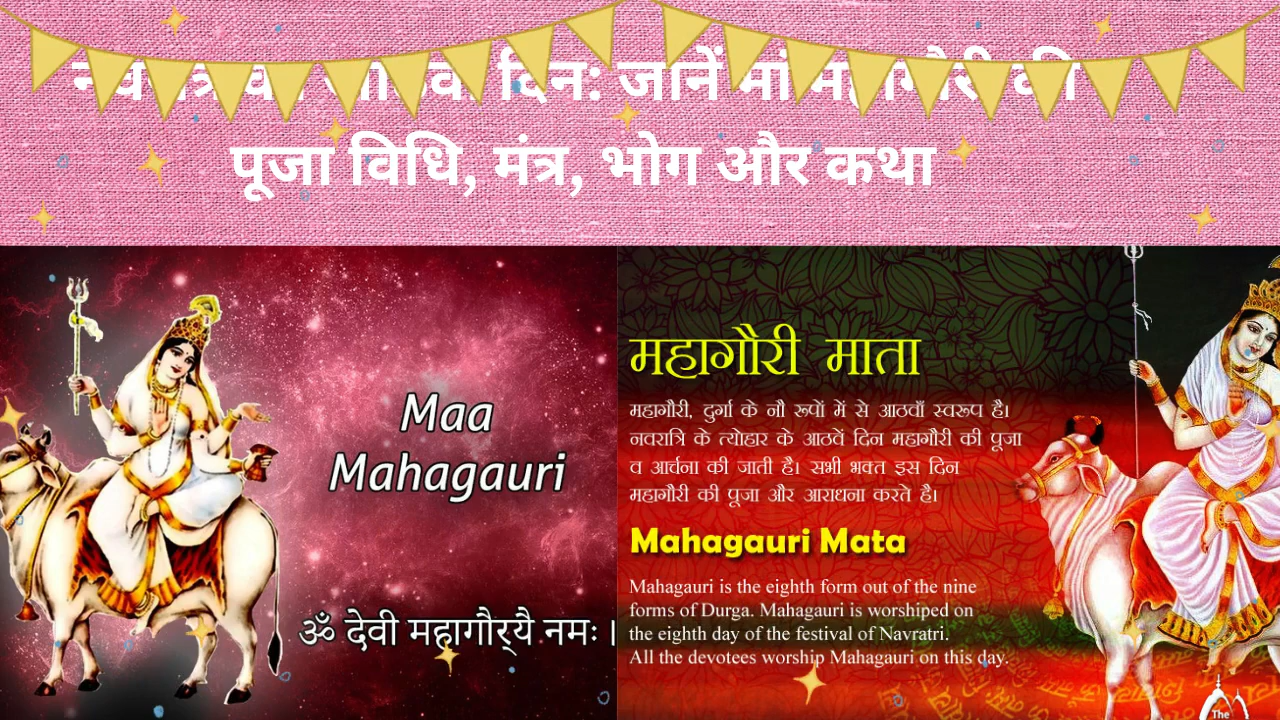 दिन: जानें मां महागौरी की
पूजा विधि, मंत्र, भोग और कथा
Maa
Mahagauri
ॐ देवी महागौर्यै नमः ।
महागौरी माता
महागौरी, दुर्गा के नौ रूपों में से आठवाँ स्वरूप है।
नवरात्रि के त्योहार के आठवें दिन महागौरी की पूजा
व आर्चना की जाती है। सभी भक्त इस दिन
महागौरी की पूजा और आराधना करते है।
Mahagauri Mata
Mahagauri is the eighth form out of the nine
forms of Durga. Mahagauri is worshiped on
the eighth day of the festival of Navratri.
All the devotees worship Mahagauri on this day.
The